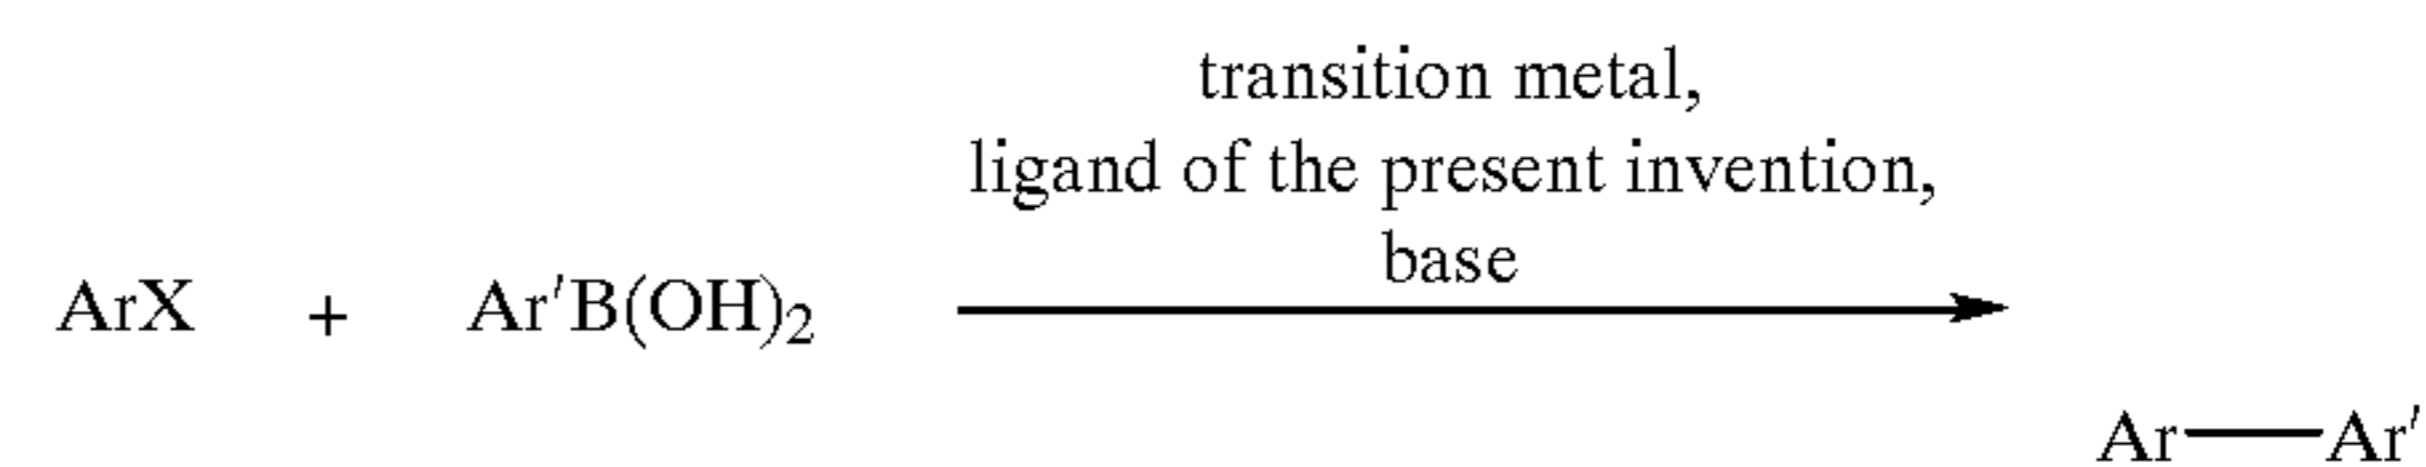 transition metal,
ligand of the present invention,
base
ArX + Ar′B(OH)₂
Ar—Ar′